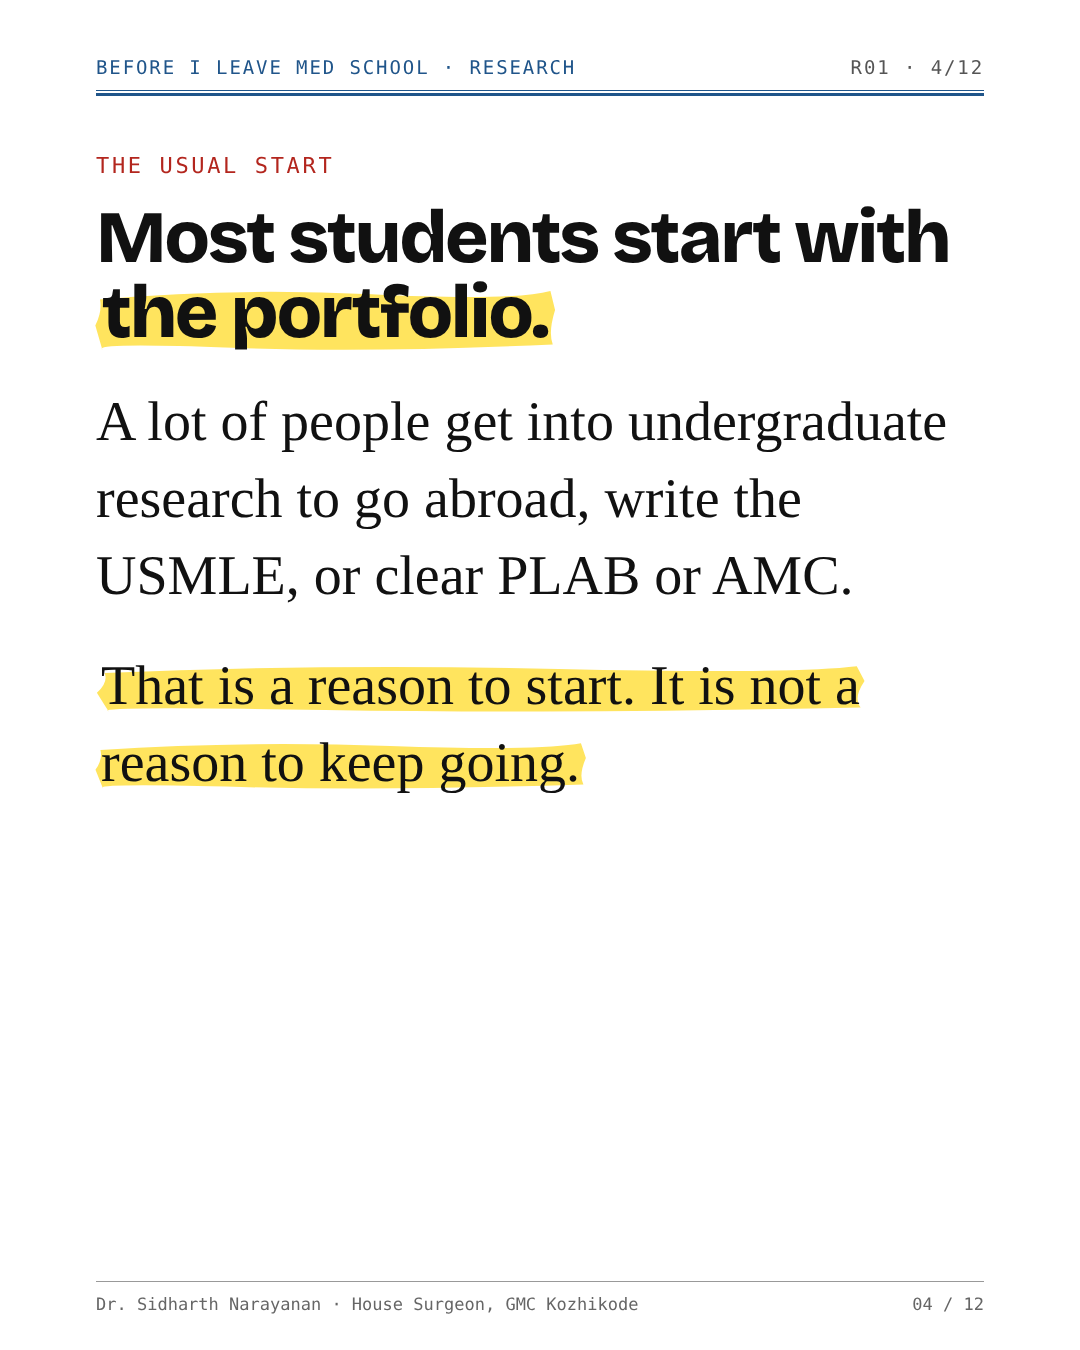 BEFORE I LEAVE MED SCHOOL · RESEARCH
R01 · 4/12
THE USUAL START
Most students start with
the portfolio.
A lot of people get into undergraduate
research to go abroad, write the
USMLE, or clear PLAB or AMC.
That is a reason to start. It is not a
reason to keep going.
Dr. Sidharth Narayanan · House Surgeon, GMC Kozhikode
04 / 12